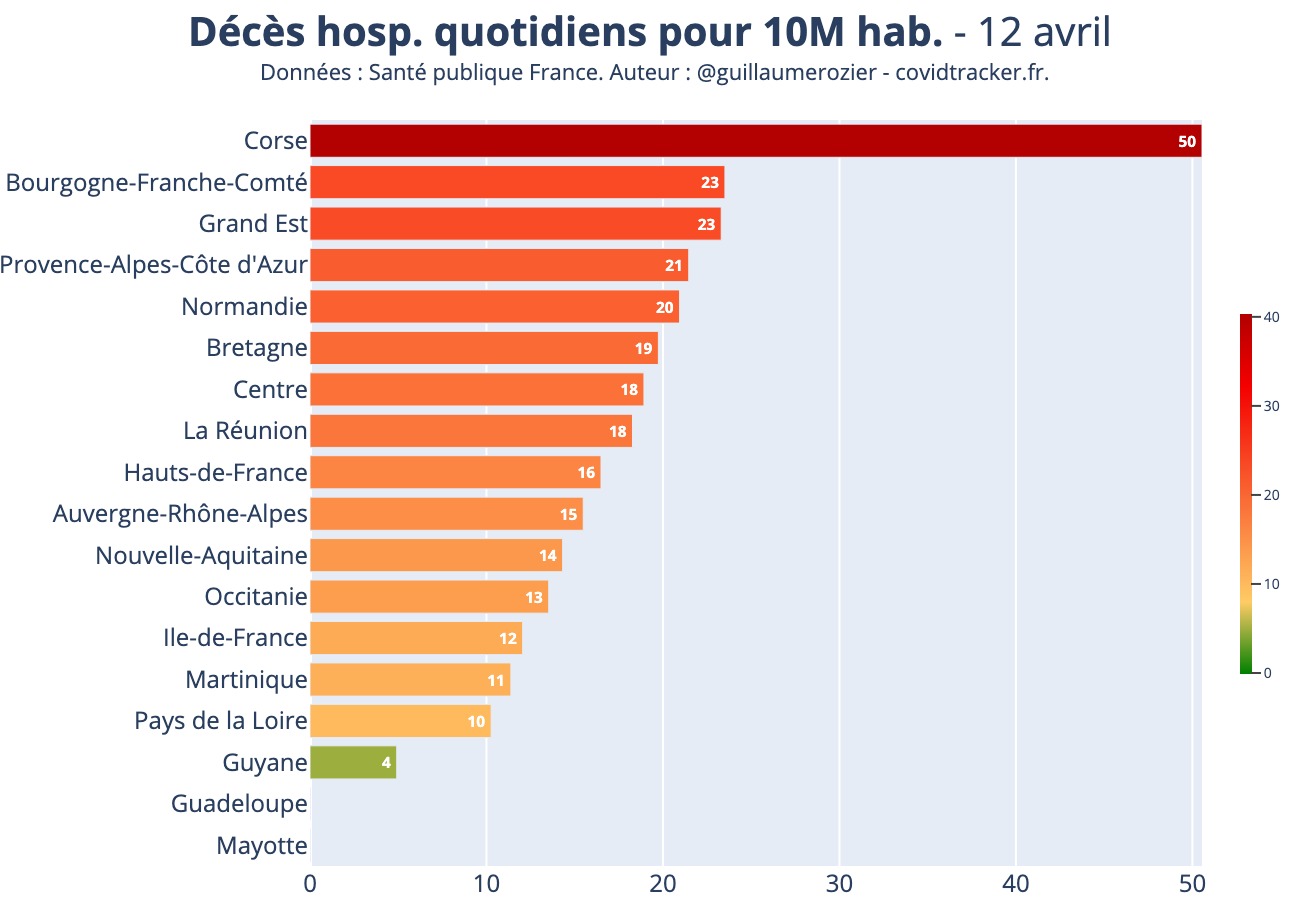 Décès hosp. quotidiens pour 10M hab. - 12 avril
Données : Santé publique France. Auteur : @guillaumerozier - covidtracker.fr.
Corse 50
Bourgogne-Franche-Comté 23
Grand Est 23
Provence-Alpes-Côte d'Azur 21
Normandie 20
Bretagne 19
Centre 18
La Réunion 18
Hauts-de-France 16
Auvergne-Rhône-Alpes 15
Nouvelle-Aquitaine 14
Occitanie 13
Ile-de-France 12
Martinique 11
Pays de la Loire 10
Guyane 4
Guadeloupe
Mayotte
0 10 20 30 40 50
40
30
20
10
0